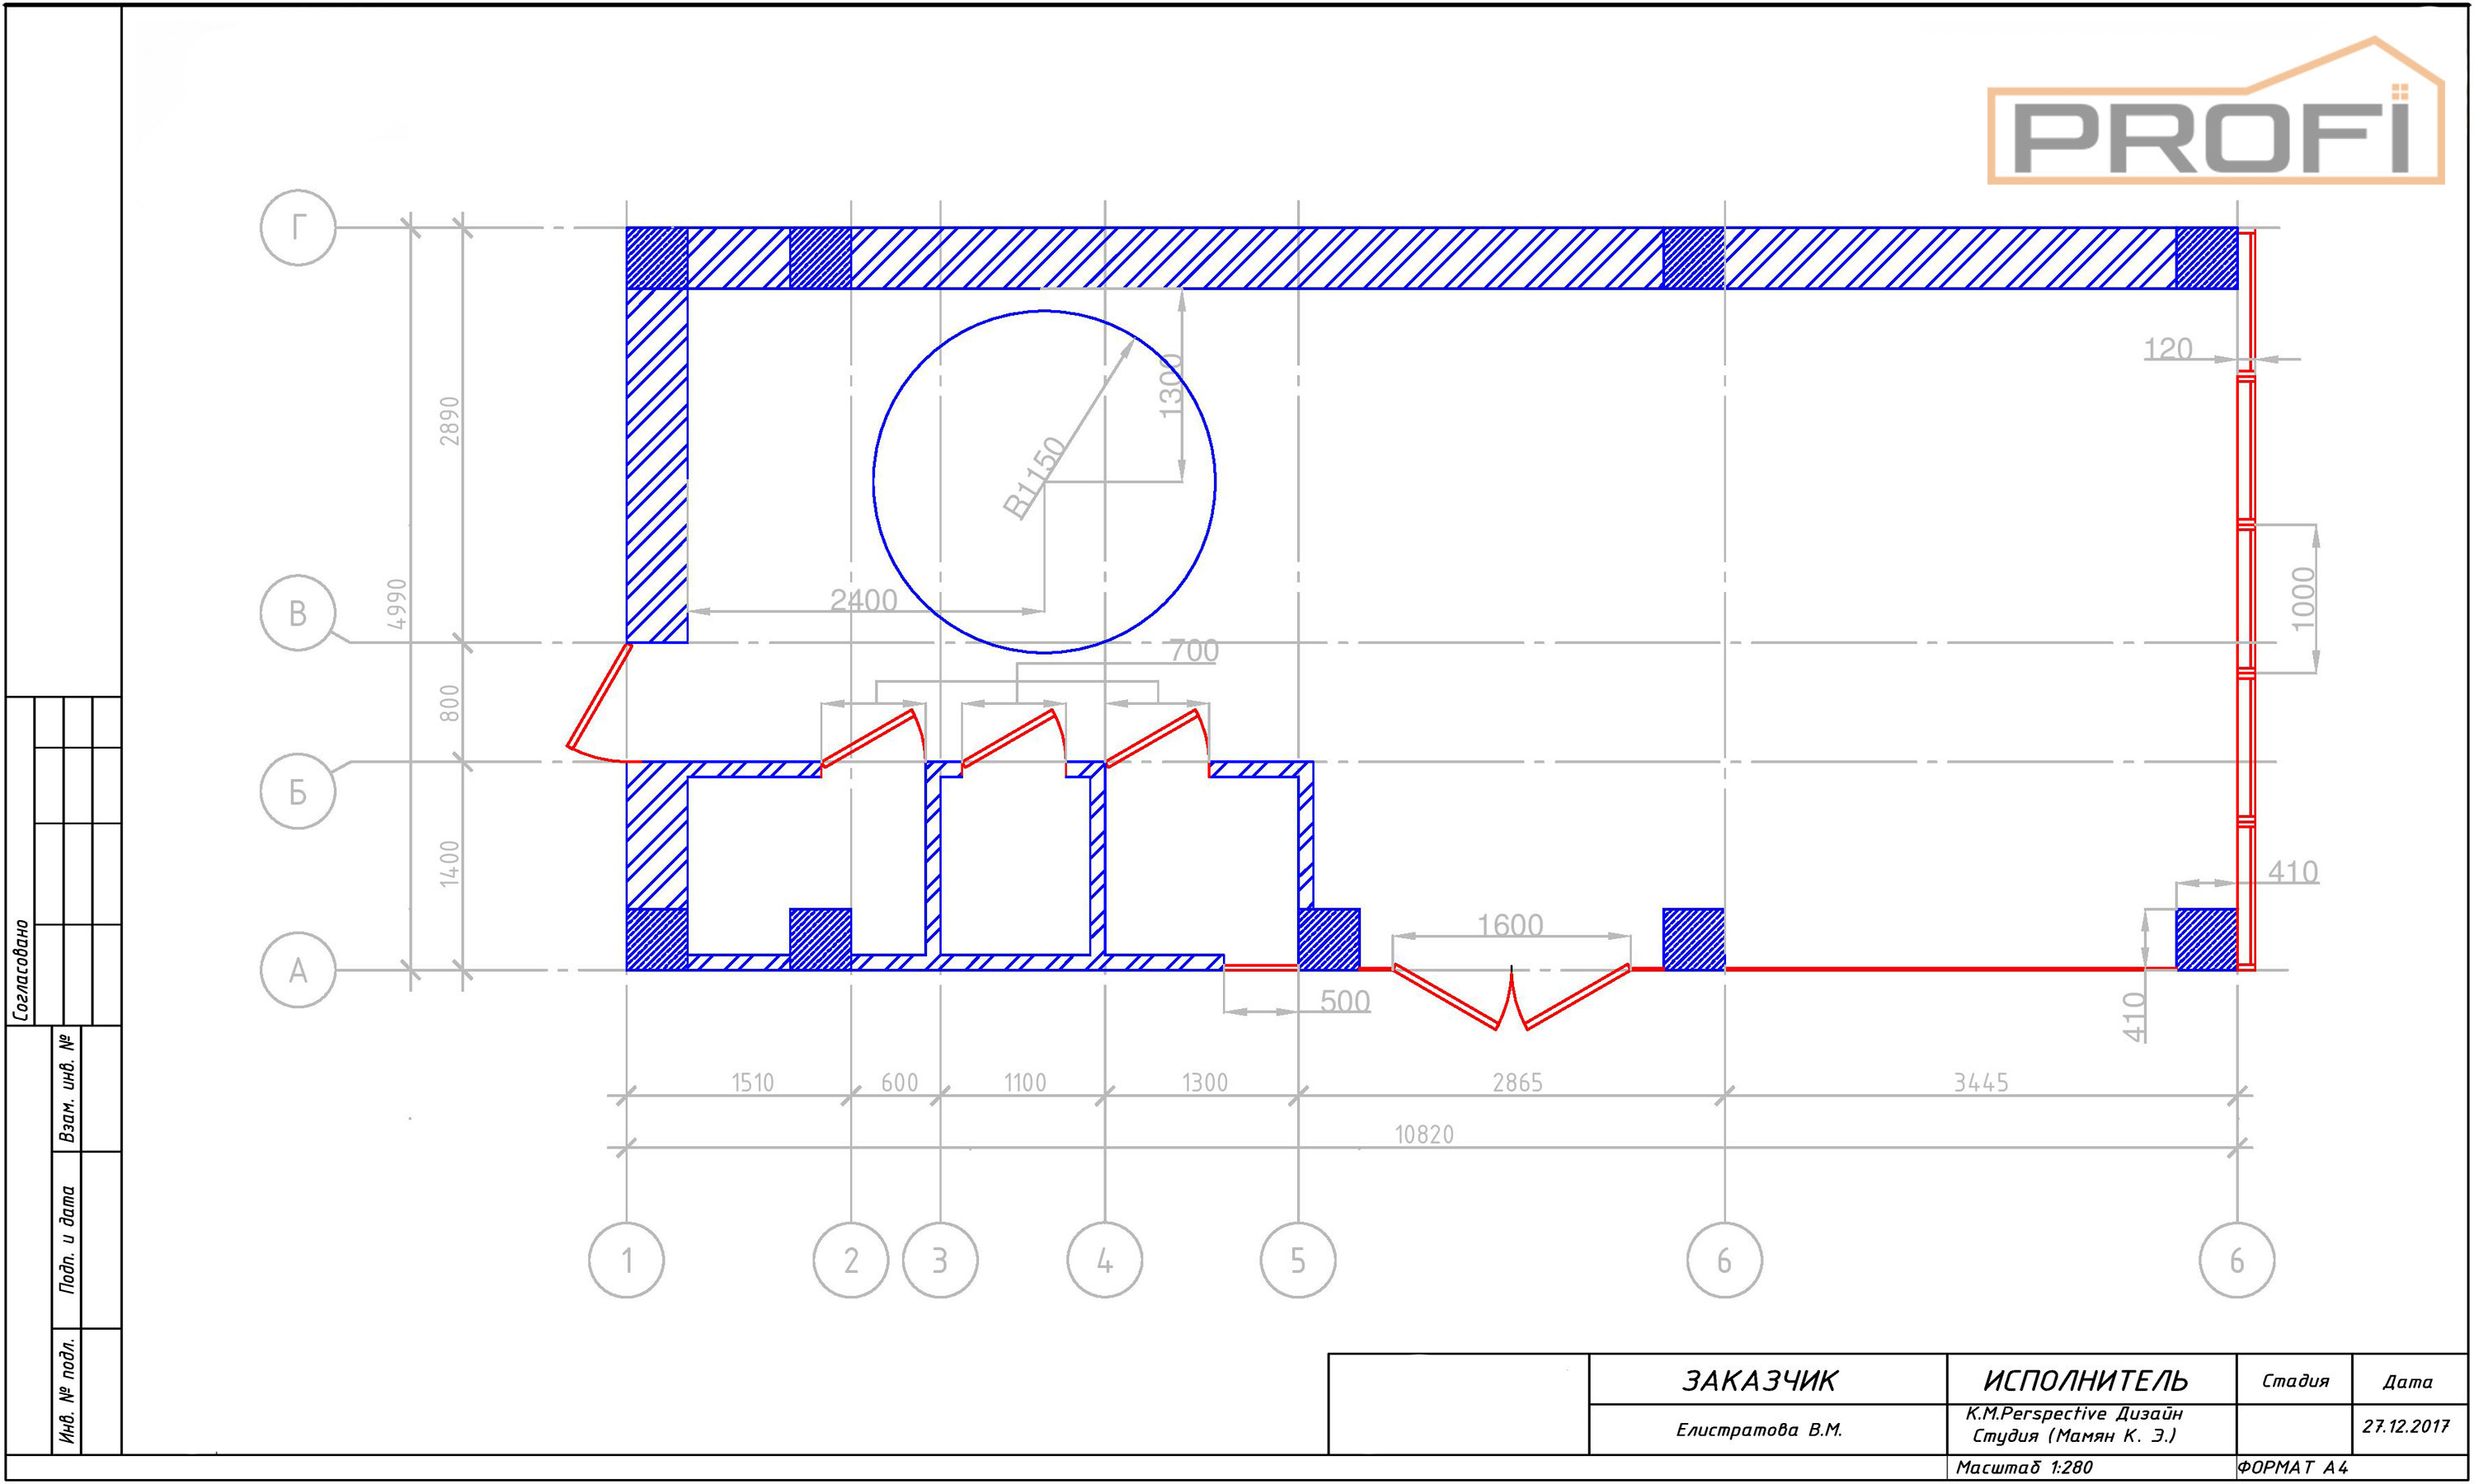 PROFi
Г
120
2890
1300
В1150
В
4990
2400
1000
700
800
Б
1400
410
1600
А
500
410
1510
600
1100
1300
2865
3445
10820
1
2
3
4
5
6
6
Согласовано
Взам. инв. №
Подп. и дата
Инв. № подл.
ЗАКАЗЧИК
ИСПОЛНИТЕЛЬ
Стадия
Дата
Елистратова В.М.
K.M.Perspective Дизайн
Студия (Мамян К. Э.)
27.12.2017
Масштаб 1:280
ФОРМАТ А4